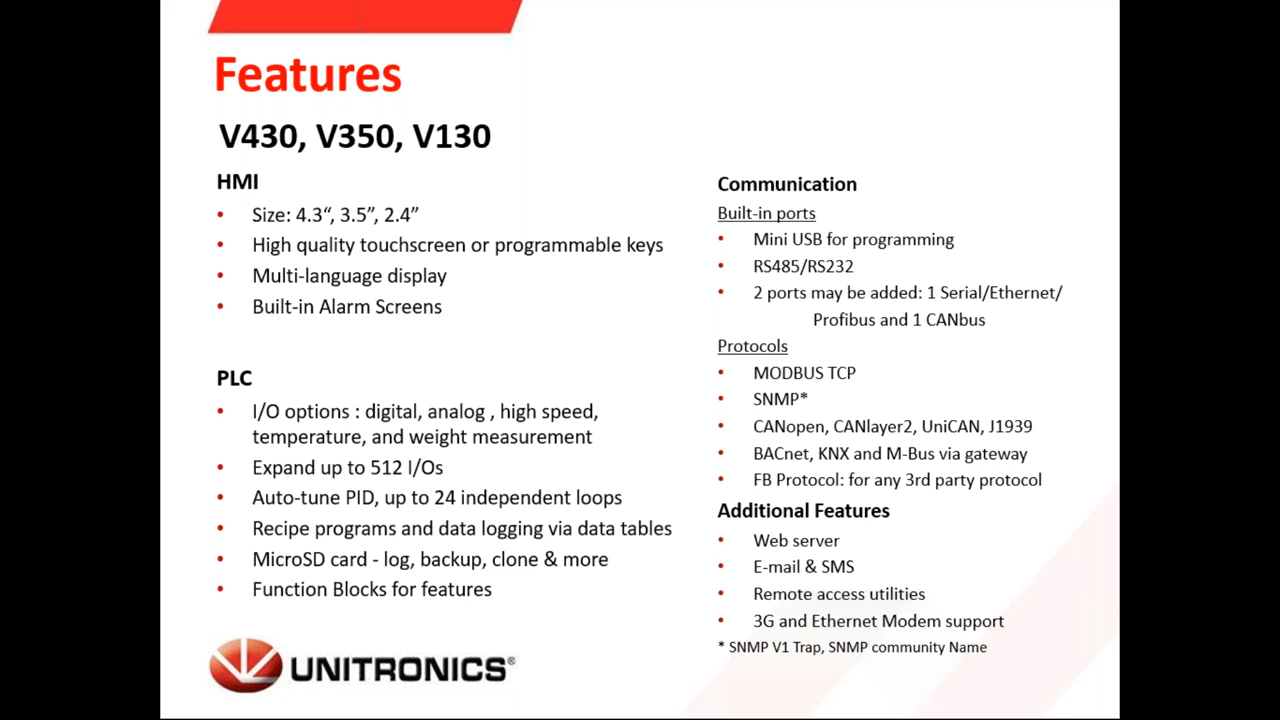 Features
V430, V350, V130
HMI
• Size: 4.3“, 3.5”, 2.4”
• High quality touchscreen or programmable keys
• Multi-language display
• Built-in Alarm Screens
PLC
• I/O options : digital, analog , high speed,
temperature, and weight measurement
• Expand up to 512 I/Os
• Auto-tune PID, up to 24 independent loops
• Recipe programs and data logging via data tables
• MicroSD card - log, backup, clone & more
• Function Blocks for features
Communication
Built-in ports
• Mini USB for programming
• RS485/RS232
• 2 ports may be added: 1 Serial/Ethernet/
Profibus and 1 CANbus
Protocols
• MODBUS TCP
• SNMP*
• CANopen, CANlayer2, UniCAN, J1939
• BACnet, KNX and M-Bus via gateway
• FB Protocol: for any 3rd party protocol
Additional Features
• Web server
• E-mail & SMS
• Remote access utilities
• 3G and Ethernet Modem support
* SNMP V1 Trap, SNMP community Name
UNITRONICS®